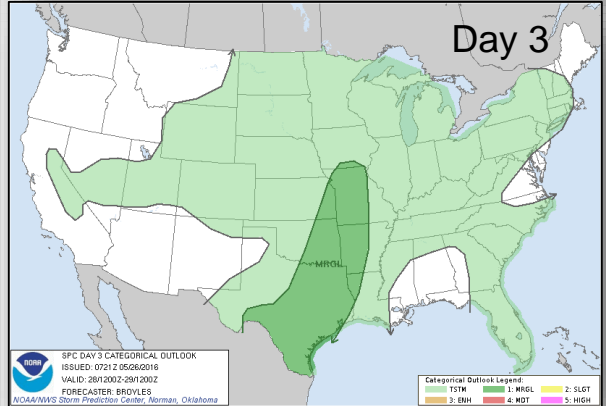 Day 3
MRGL
NOAA
SPC DAY 3 CATEGORICAL OUTLOOK
ISSUED: 0721Z 05/26/2016
VALID: 28/1200Z-29/1200Z
FORECASTER: BROYLES
NOAA/NWS Storm Prediction Center, Norman, Oklahoma
Categorical Outlook Legend:
TSTM 1: MRGL 2: SLGT
3: ENH 4: MDT 5: HIGH